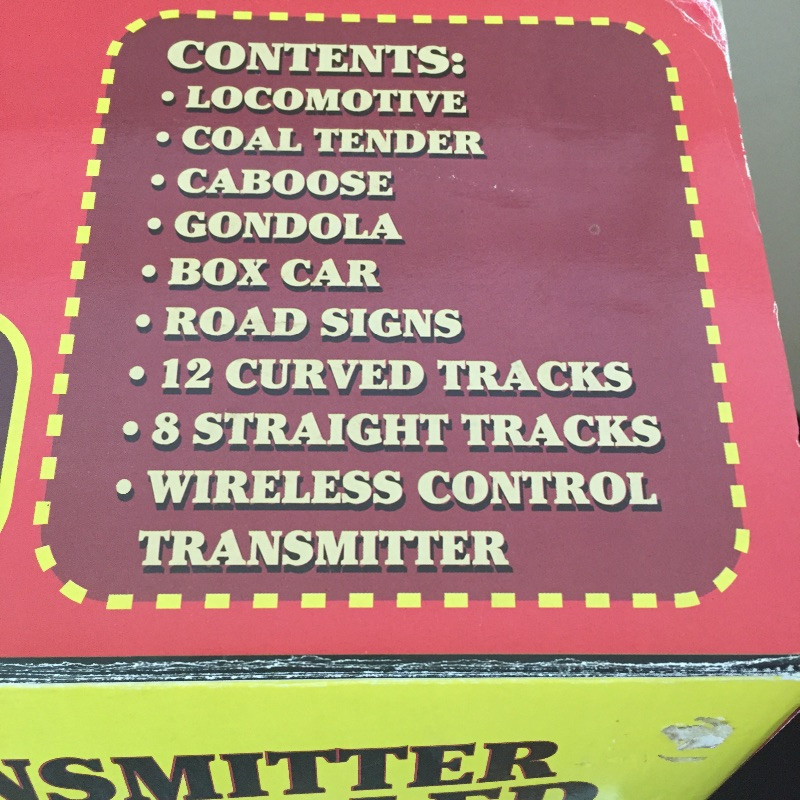 CONTENTS:
• LOCOMOTIVE
• COAL TENDER
• CABOOSE
• GONDOLA
• BOX CAR
• ROAD SIGNS
• 12 CURVED TRACKS
• 8 STRAIGHT TRACKS
• WIRELESS CONTROL
TRANSMITTER
NSMITTER